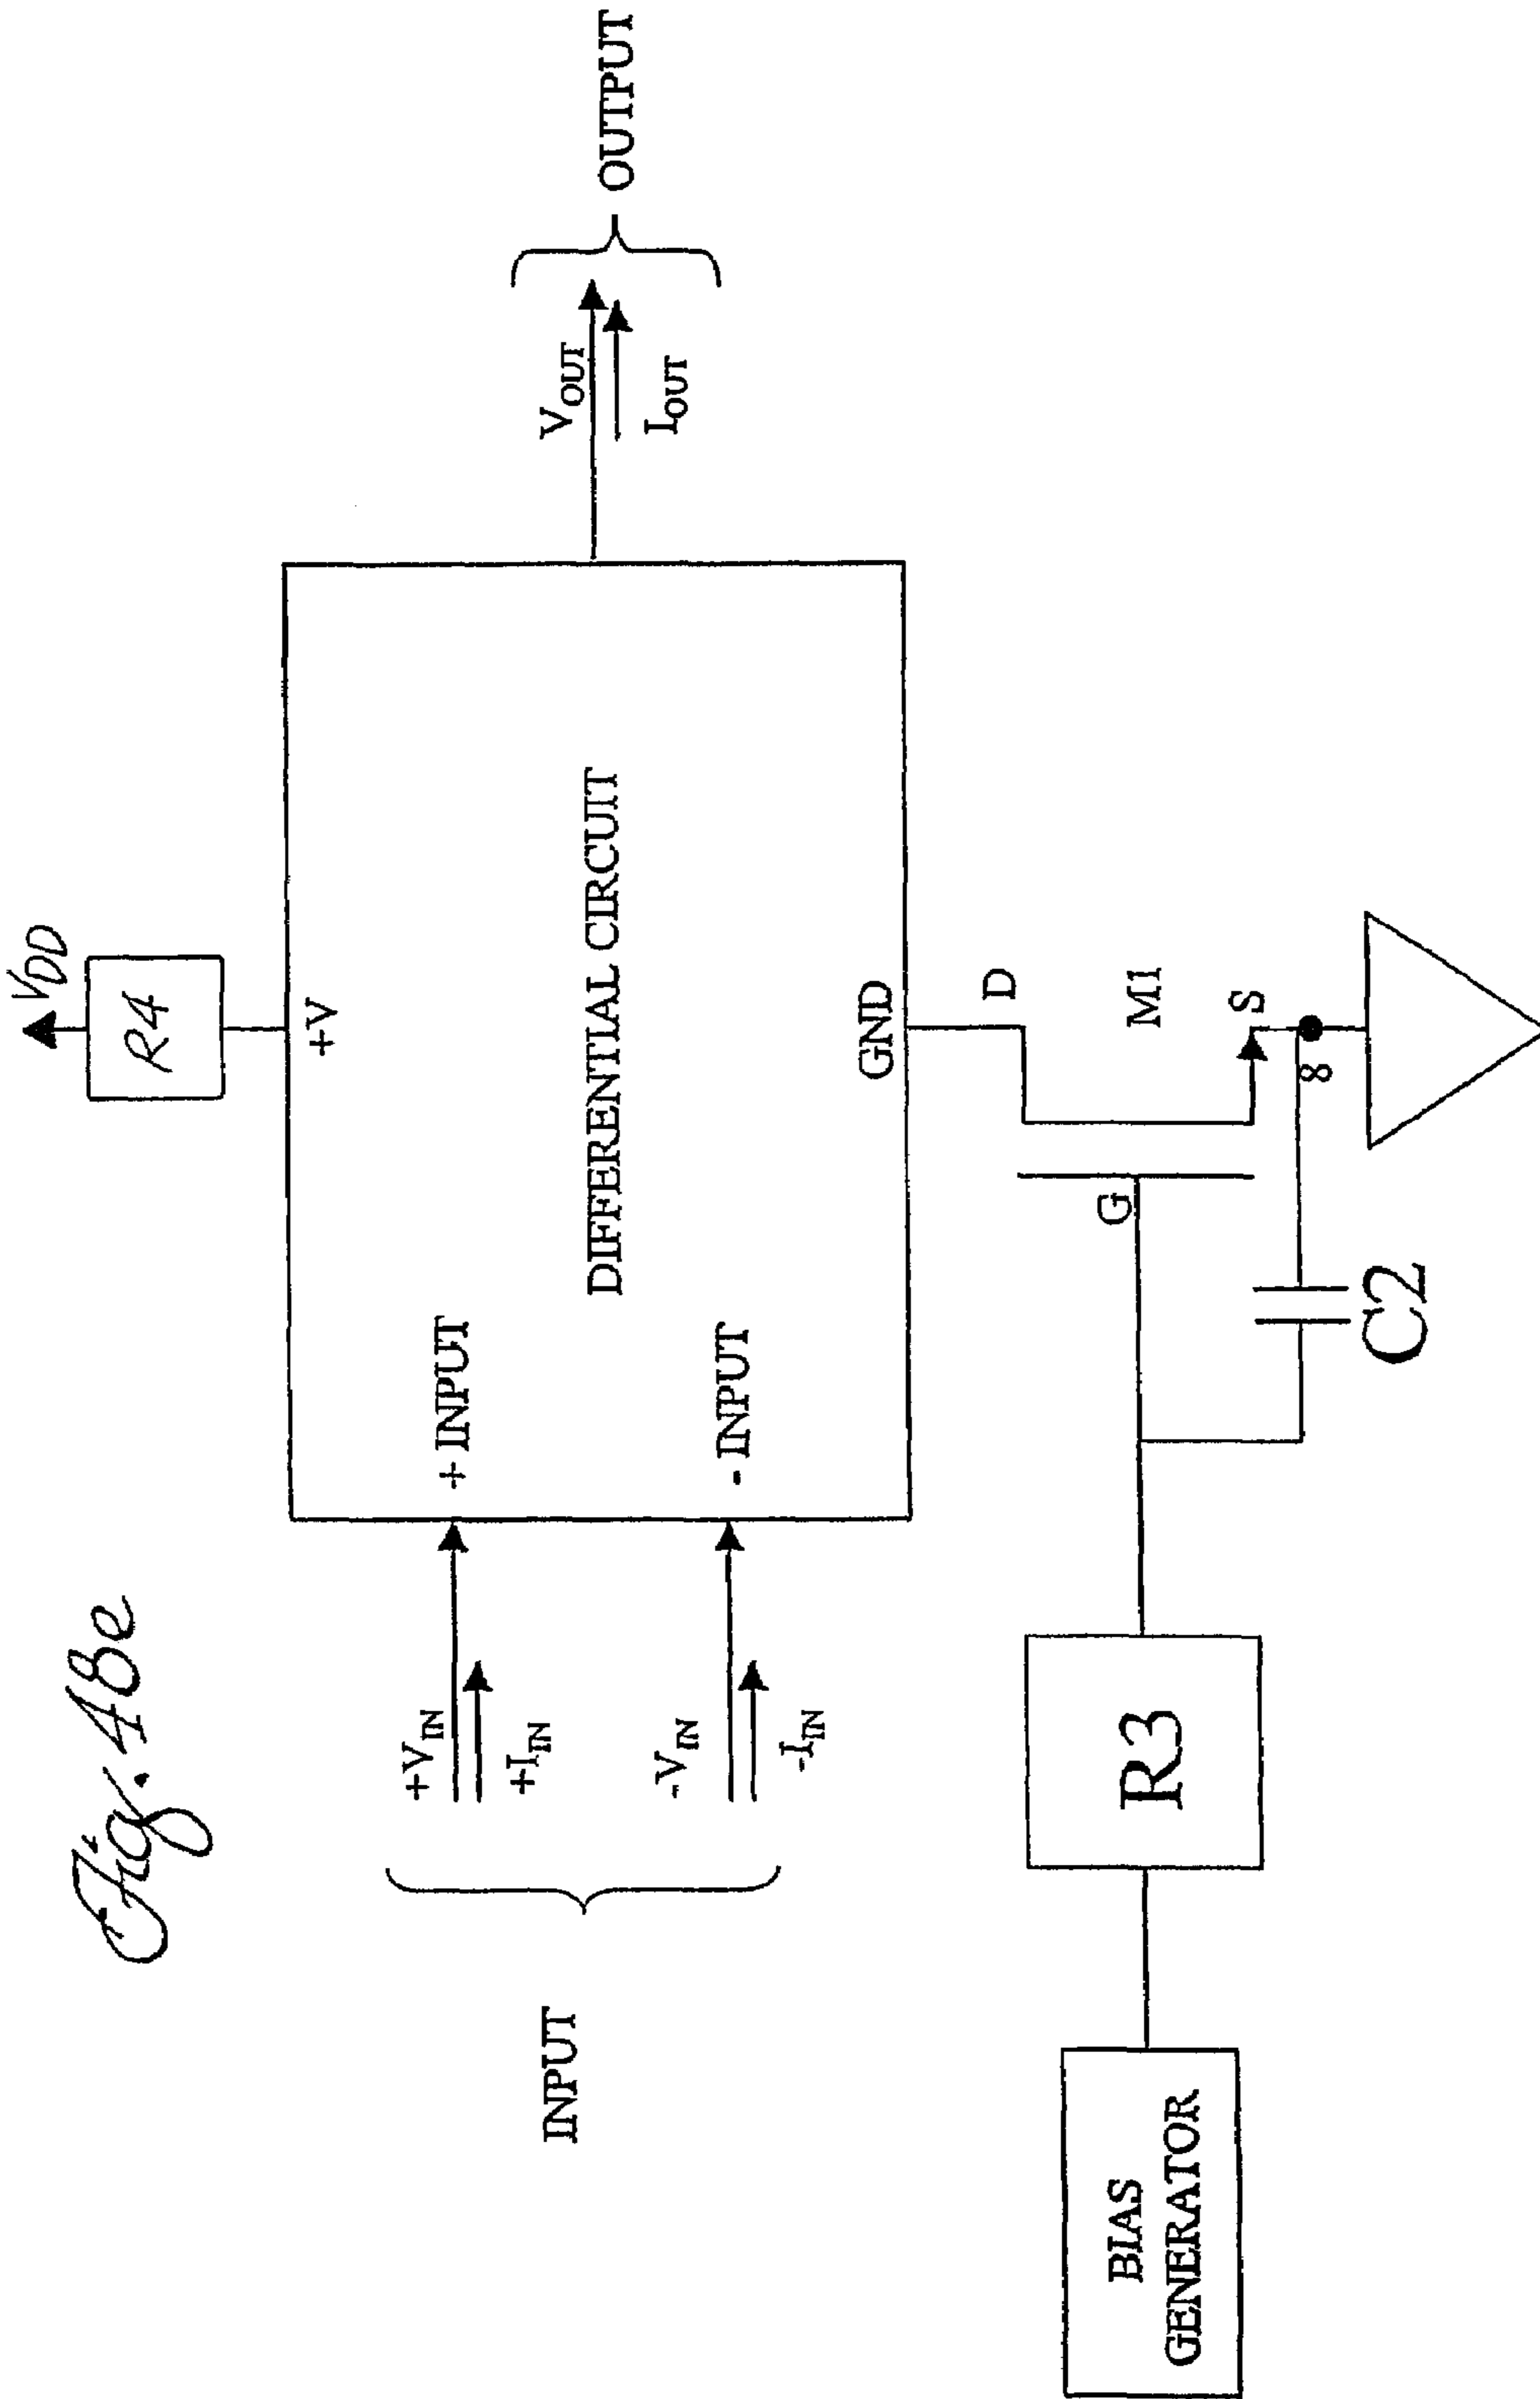 Fig. 48e
V_DD
R4
+V
INPUT
+V_IN
+I_IN
-V_IN
-I_IN
+ INPUT
- INPUT
DIFFERENTIAL CIRCUIT
GND
V_OUT
I_OUT
OUTPUT
BIAS
GENERATOR
R3
C2
G
D
M1
S
8